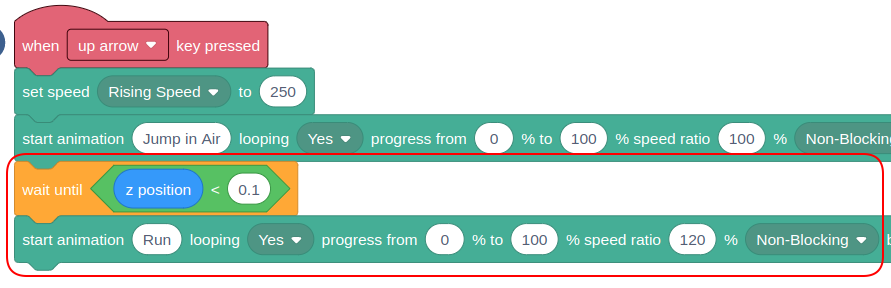 when up arrow key pressed
set speed Rising Speed to 250
start animation Jump in Air looping Yes progress from 0 % to 100 % speed ratio 100 % Non-Blocking
wait until z position < 0.1
start animation Run looping Yes progress from 0 % to 100 % speed ratio 120 % Non-Blocking